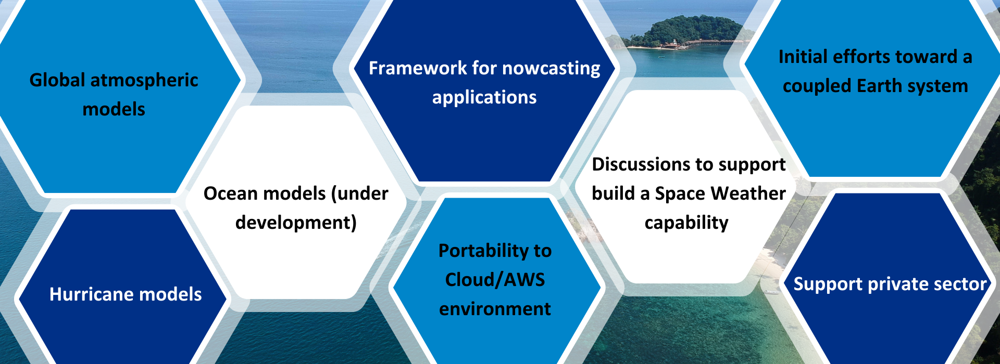 Global atmospheric
models
Hurricane models
Ocean models (under
development)
Framework for nowcasting
applications
Portability to
Cloud/AWS
environment
Discussions to support
build a Space Weather
capability
Initial efforts toward a
coupled Earth system
Support private sector